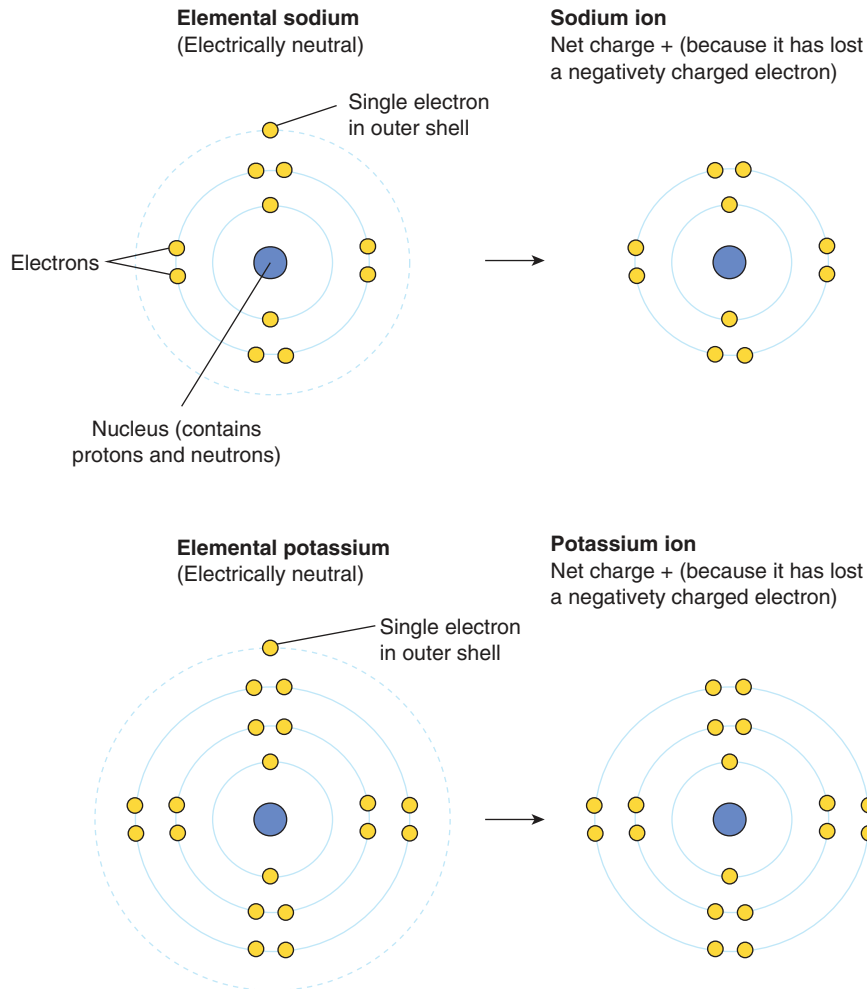 Elemental sodium
(Electrically neutral)
Sodium ion
Net charge + (because it has lost
a negativety charged electron)
Single electron
in outer shell
Electrons
Nucleus (contains
protons and neutrons)
Elemental potassium
(Electrically neutral)
Potassium ion
Net charge + (because it has lost
a negativety charged electron)
Single electron
in outer shell